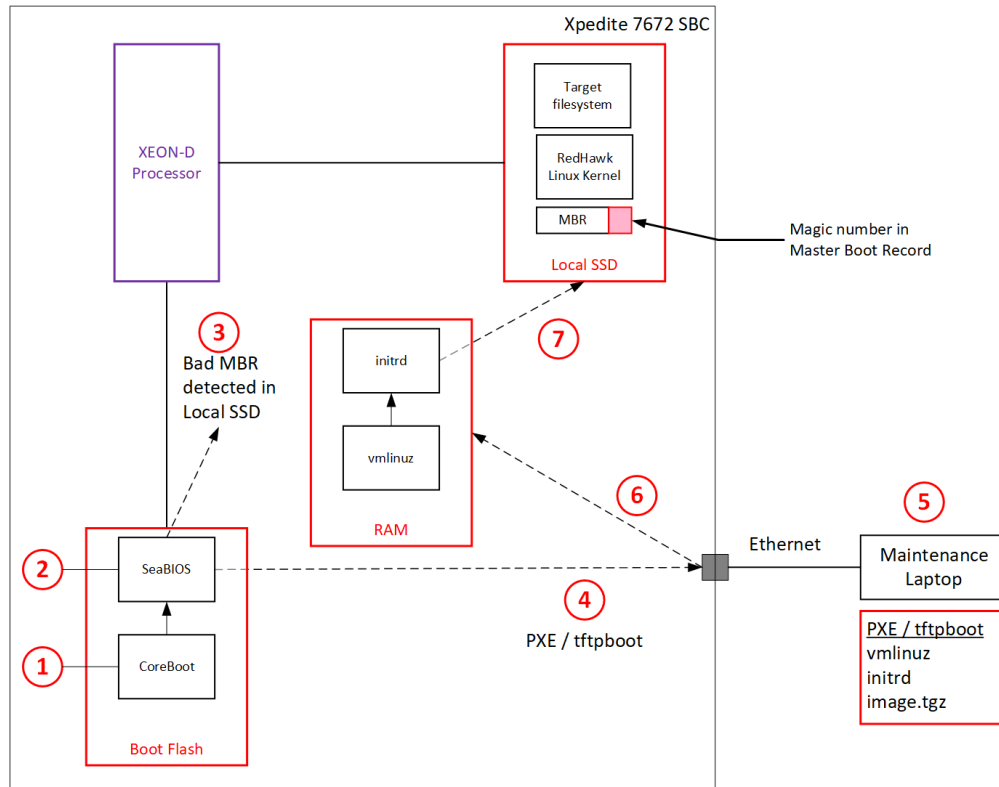 Xpedite 7672 SBC
XEON-D
Processor
Target
filesystem
RedHawk
Linux Kernel
MBR
Local SSD
Magic number in
Master Boot Record
3
Bad MBR
detected in
Local SSD
7
initrd
vmlinuz
RAM
6
5
2
SeaBIOS
Ethernet
Maintenance
Laptop
4
PXE / tftpboot
1
CoreBoot
Boot Flash
PXE / tftpboot
vmlinuz
initrd
image.tgz